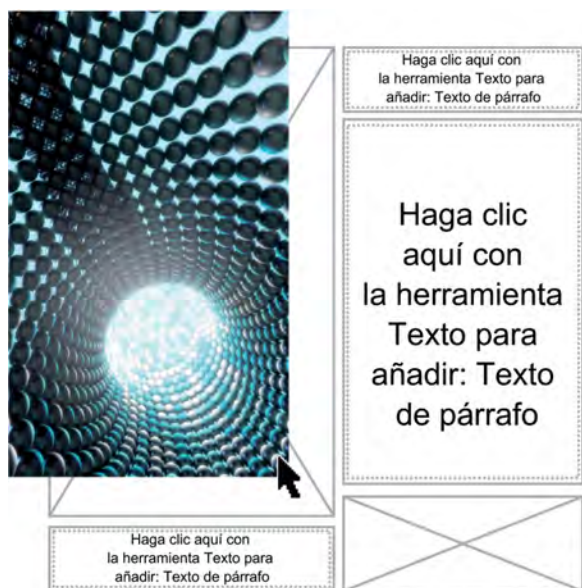 Haga clic aquí con
la herramienta Texto para
añadir: Texto de párrafo
Haga clic
aquí con
la herramienta
Texto para
añadir: Texto
de párrafo
Haga clic aquí con
la herramienta Texto para
añadir: Texto de párrafo